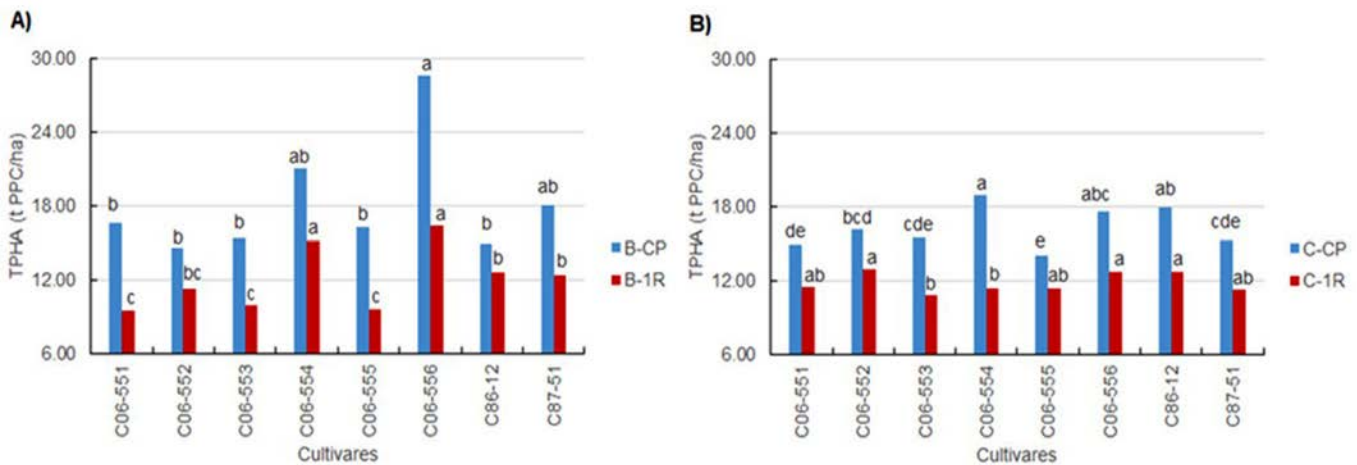 A)
30.00
24.00
18.00
12.00
6.00
TPHA (t PPC/ha)
b
c
b
bc
b
c
ab
a
b
c
a
a
b
b
ab
b
C06-551
C06-552
C06-553
C06-554
C06-555
C06-556
C86-12
C87-51
Cultivares
B-CP
B-1R
B)
30.00
24.00
18.00
12.00
6.00
TPHA (t PPC/ha)
de
ab
bcd
a
cde
b
a
b
e
ab
abc
a
ab
a
cde
ab
C06-551
C06-552
C06-553
C06-554
C06-555
C06-556
C86-12
C87-51
Cultivares
C-CP
C-1R